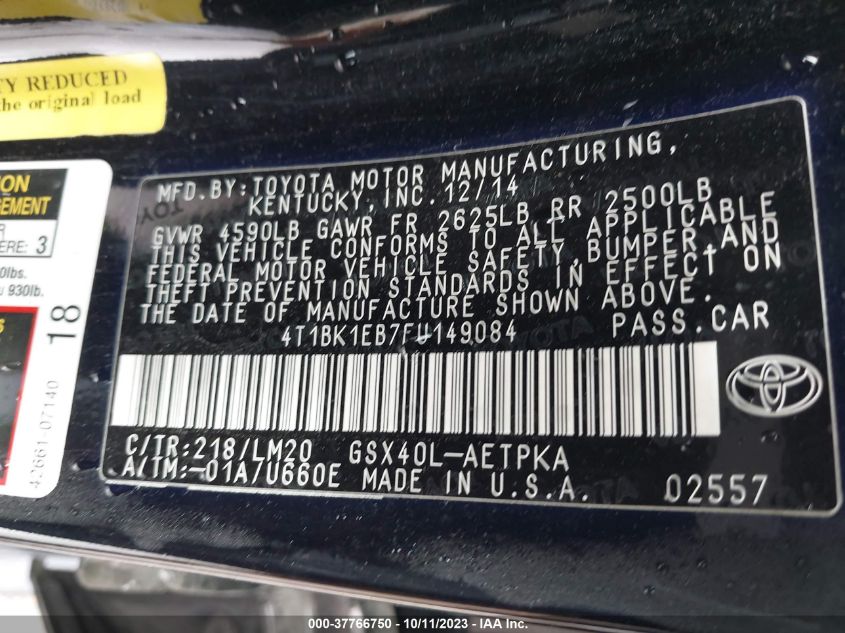 TY REDUCED
the original load
ION
GEMENT
R
ERE: 3
0lbs.
930lb.
18
42661-07140
MFD.BY: TOYOTA MOTOR MANUFACTURING,
KENTUCKY, INC. 12/14
GVWR 4590LB GAWR FR 2625LB RR 2500LB
THIS VEHICLE CONFORMS TO ALL APPLICABLE
FEDERAL MOTOR VEHICLE SAFETY, BUMPER, AND
THEFT PREVENTION STANDARDS IN EFFECT ON
THE DATE OF MANUFACTURE SHOWN ABOVE.
4T1BK1EB7FU149084 PASS.CAR
C/TR:218/LM20 GSX40L-AETPKA
A/TM:-01A/U660E MADE IN U.S.A. 02557
000-37766750 - 10/11/2023 - IAA Inc.